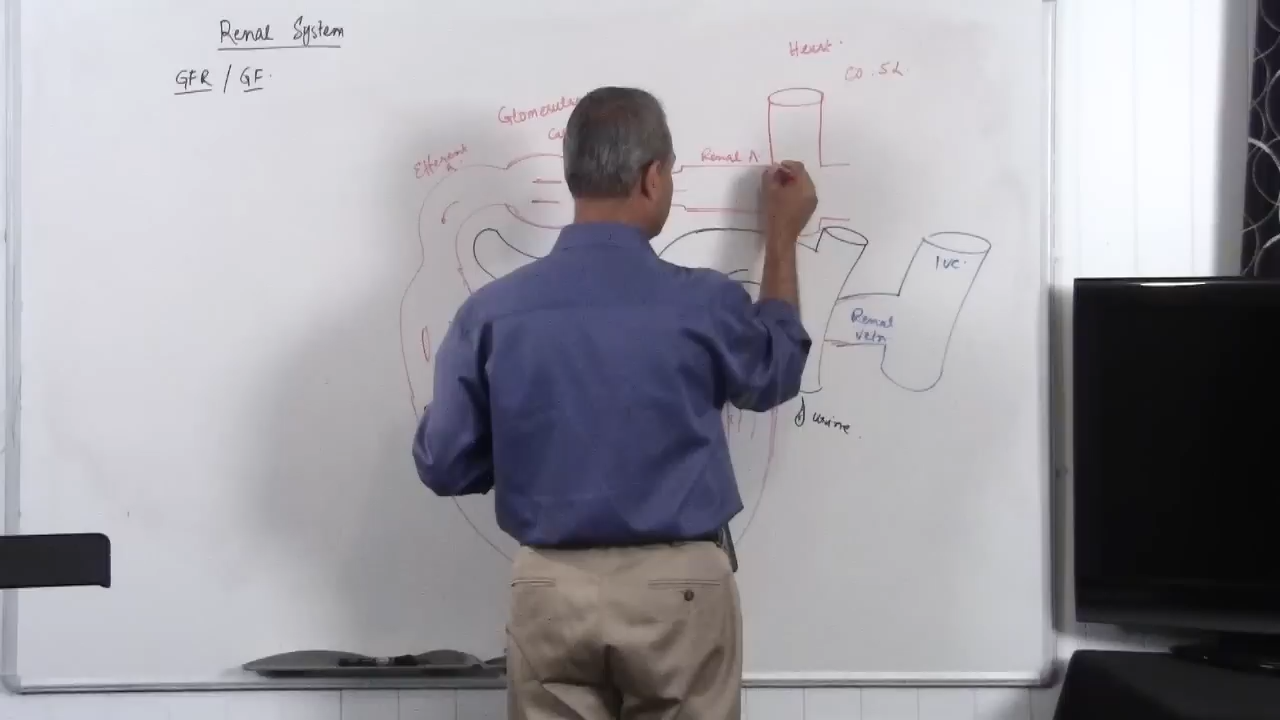 Renal System
GFR / GF.
Heart.
CO. 5L.
Efferent
A
Renal A.
IVC.
Renal
vein
urine.